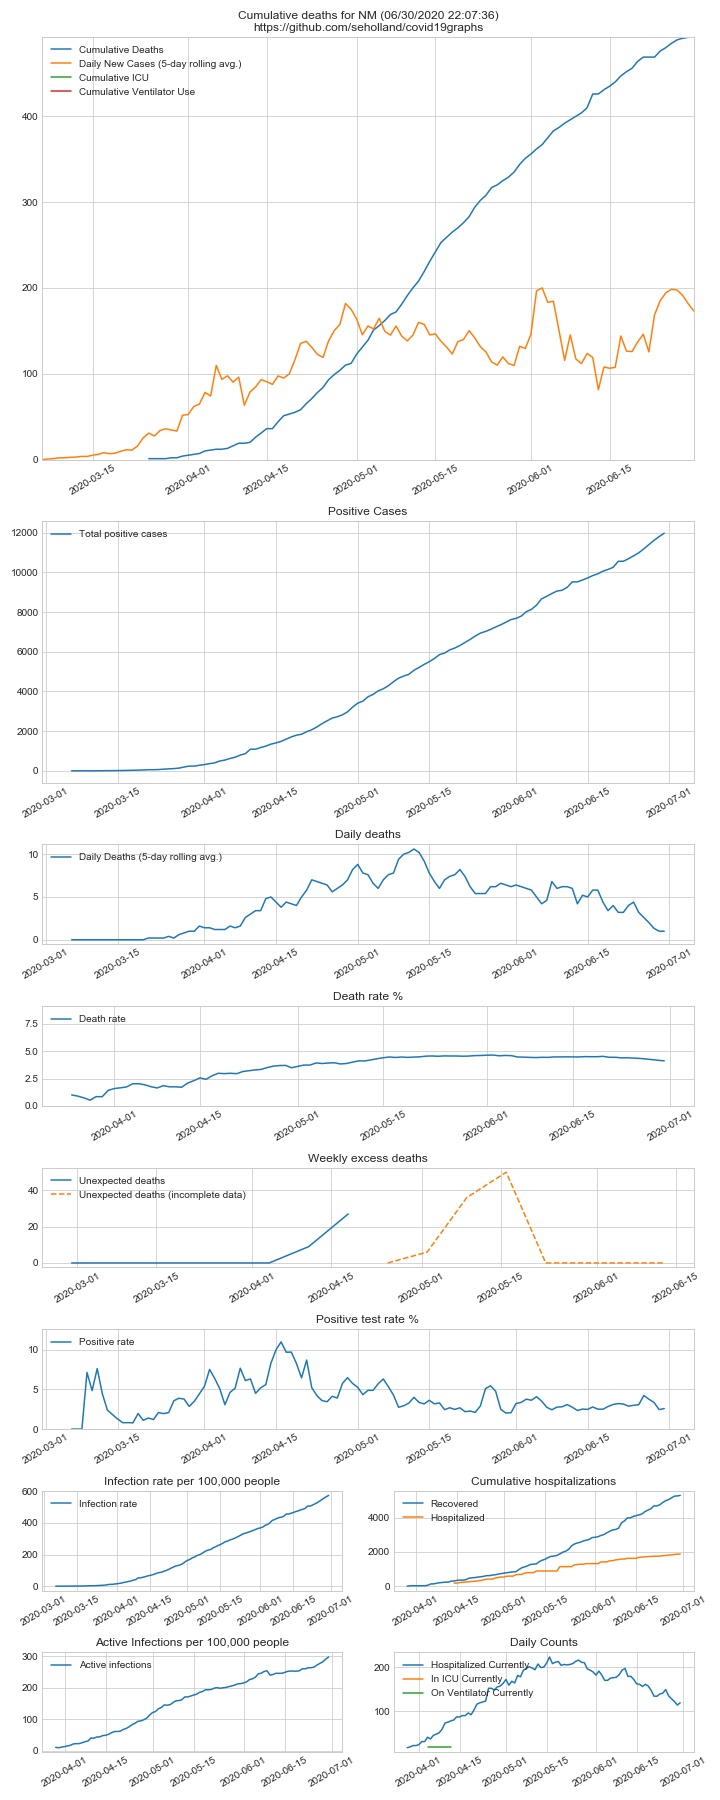 Cumulative deaths for NM (06/30/2020 22:07:36)
https://github.com/seholland/covid19graphs
Cumulative Deaths
Daily New Cases (5-day rolling avg.)
Cumulative ICU
Cumulative Ventilator Use
400
300
200
100
0
2020-03-15 2020-04-01 2020-04-15 2020-05-01 2020-05-15 2020-06-01 2020-06-15
Positive Cases
Total positive cases
12000
10000
8000
6000
4000
2000
0
2020-03-01 2020-03-15 2020-04-01 2020-04-15 2020-05-01 2020-05-15 2020-06-01 2020-06-15 2020-07-01
Daily deaths
Daily Deaths (5-day rolling avg.)
10
5
0
2020-03-01 2020-03-15 2020-04-01 2020-04-15 2020-05-01 2020-05-15 2020-06-01 2020-06-15 2020-07-01
Death rate %
Death rate
7.5
5.0
2.5
0.0
2020-04-01 2020-04-15 2020-05-01 2020-05-15 2020-06-01 2020-06-15 2020-07-01
Weekly excess deaths
Unexpected deaths
Unexpected deaths (incomplete data)
40
20
0
2020-03-01 2020-03-15 2020-04-01 2020-04-15 2020-05-01 2020-05-15 2020-06-01 2020-06-15
Positive test rate %
Positive rate
10
5
0
2020-03-01 2020-03-15 2020-04-01 2020-04-15 2020-05-01 2020-05-15 2020-06-01 2020-06-15 2020-07-01
Infection rate per 100,000 people
Infection rate
600
400
200
0
2020-03-01 2020-03-15 2020-04-01 2020-04-15 2020-05-01 2020-05-15 2020-06-01 2020-06-15 2020-07-01
Cumulative hospitalizations
Recovered
Hospitalized
4000
2000
0
2020-04-01 2020-04-15 2020-05-01 2020-05-15 2020-06-01 2020-06-15 2020-07-01
Active Infections per 100,000 people
Active infections
300
200
100
0
2020-04-01 2020-04-15 2020-05-01 2020-05-15 2020-06-01 2020-06-15 2020-07-01
Daily Counts
Hospitalized Currently
In ICU Currently
On Ventilator Currently
200
100
2020-04-01 2020-04-15 2020-05-01 2020-05-15 2020-06-01 2020-06-15 2020-07-01